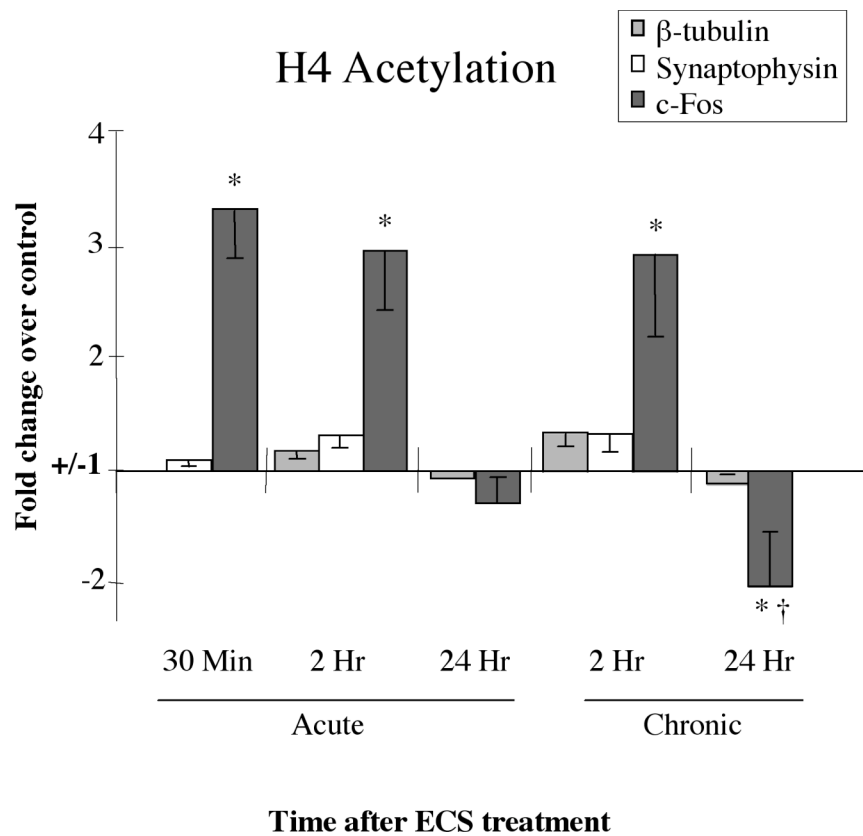 β-tubulin
Synaptophysin
c-Fos
H4 Acetylation
Fold change over control
4
3
2
+/-1
-2
*
*
*
* †
30 Min 2 Hr 24 Hr 2 Hr 24 Hr
Acute Chronic
Time after ECS treatment